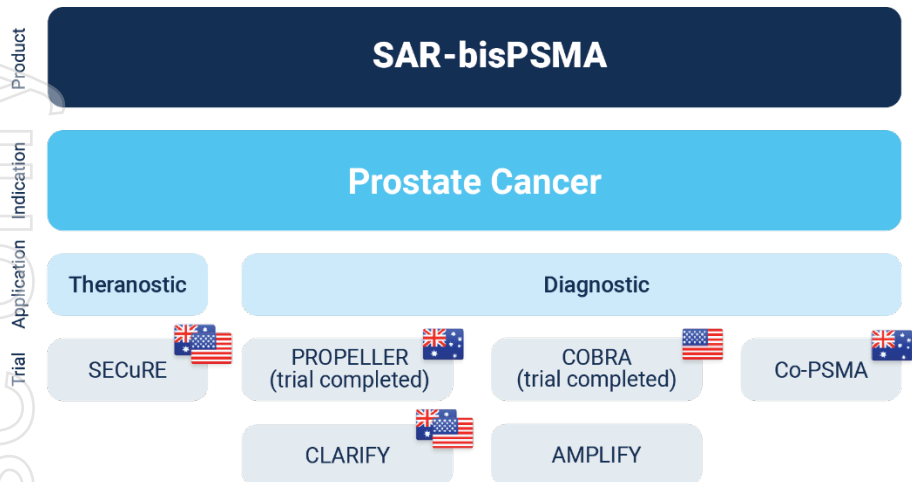 Product
SAR-bisPSMA
Indication
Prostate Cancer
Application
Theranostic
Diagnostic
Trial
SECuRE
PROPELLER
(trial completed)
COBRA
(trial completed)
Co-PSMA
CLARIFY
AMPLIFY